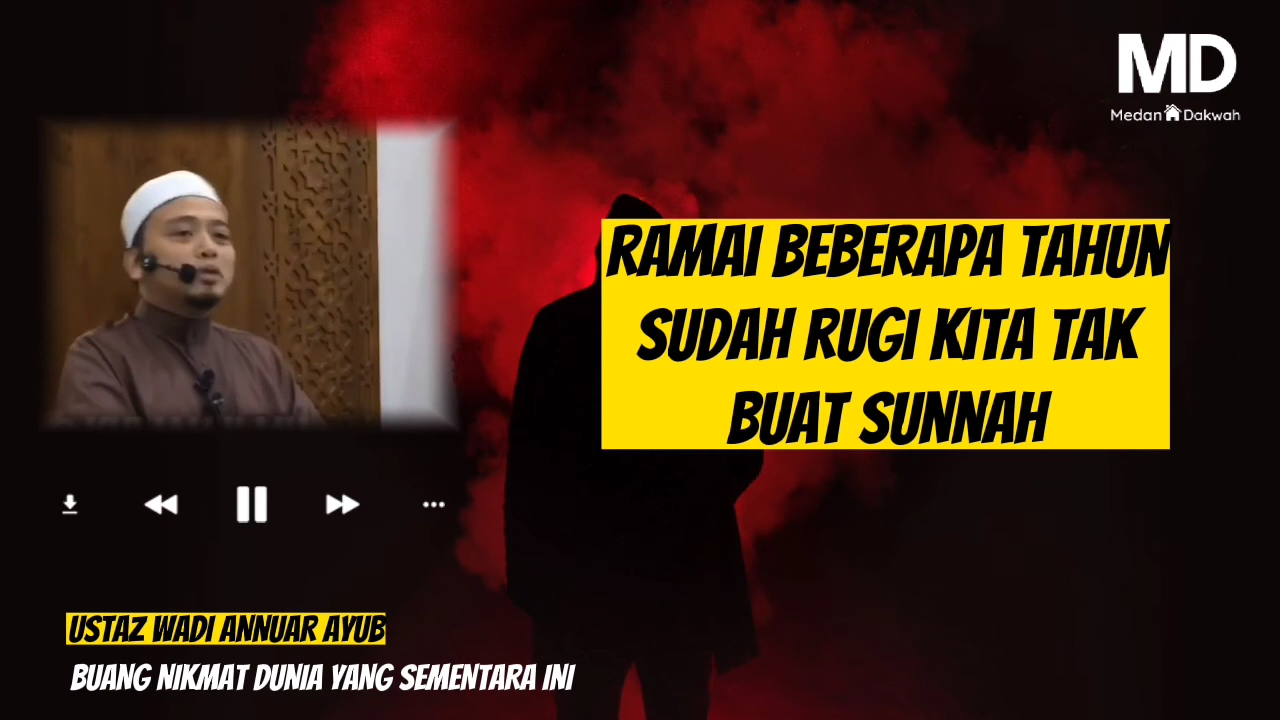 MD
Medan Dakwah
RAMAI BEBERAPA TAHUN
SUDAH RUGI KITA TAK
BUAT SUNNAH
USTAZ WADI ANNUAR AYUB
BUANG NIKMAT DUNIA YANG SEMENTARA INI